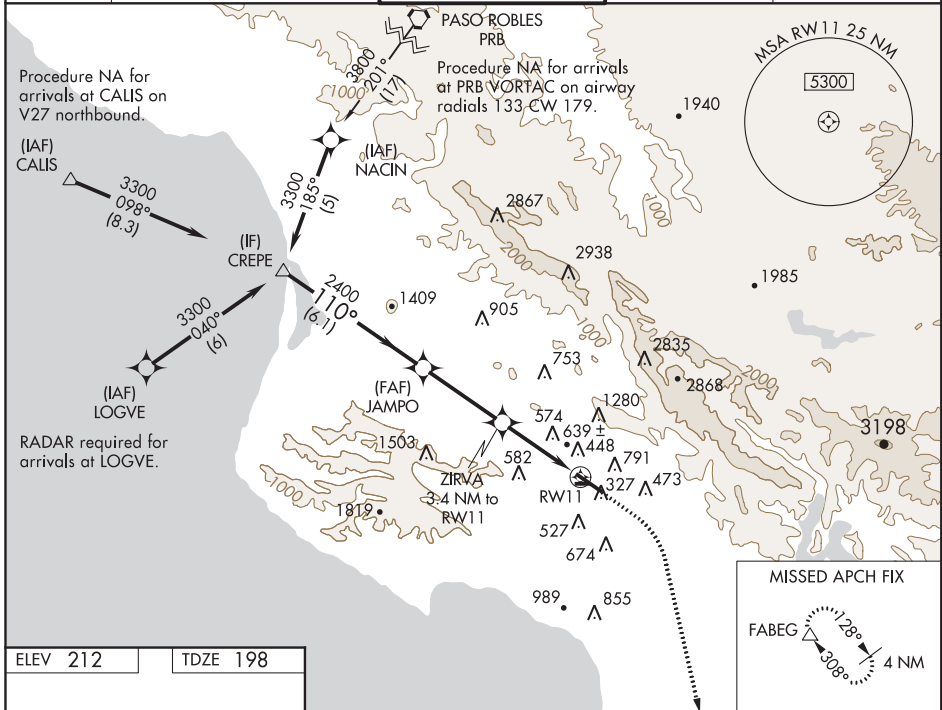 PASO ROBLES
PRB
3800
201°
(17)
1000
Procedure NA for
arrivals at CALIS on
V27 northbound.
Procedure NA for arrivals
at PRB VORTAC on airway
radials 133 CW 179.
MSA RW11 25 NM
5300
1940
(IAF)
CALIS
3300
098°
(8.3)
(IAF)
NACIN
3300
185°
(5)
1000
2867
2000
2938
(IF)
CREPE
2400
110°
(6.1)
1409
905
1000
1985
3300
040°
(6)
(IAF)
LOGVE
RADAR required for
arrivals at LOGVE.
753
2835
2868
2000
(FAF)
JAMPO
1280
±
574
639
448
3198
1503
582
791
ZIRVA
3.4 NM to
RW11
RW11
327
473
1000
1819
527
674
1000
989
855
MISSED APCH FIX
FABEG
128°
308°
4 NM
ELEV 212
TDZE 198